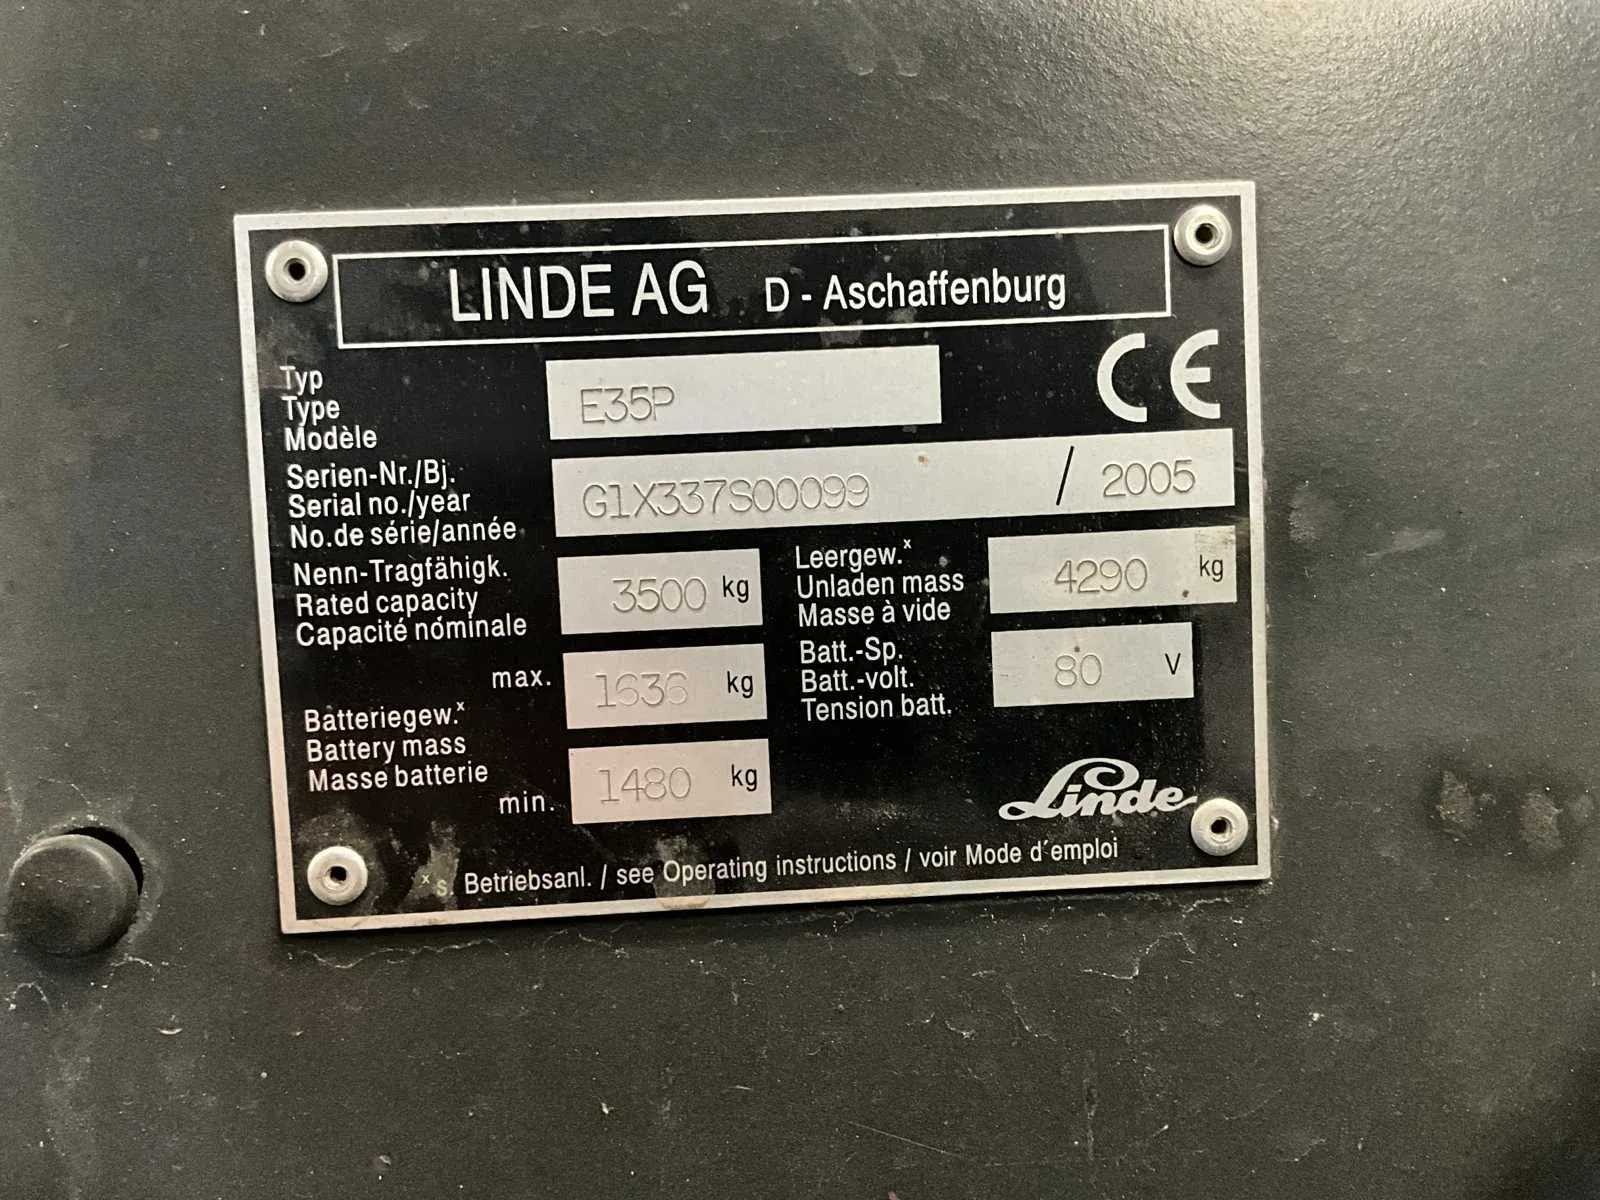 LINDE AG D - Aschaffenburg
Typ
Type
Modèle
E35P
CE
Serien-Nr./Bj.
Serial no./year
No.de série/année
G1X337S00099 / 2005
Nenn-Tragfähigk.
Rated capacity
Capacité nóminale
3500 kg
Leergew.x
Unladen mass
Masse à vide
4290 kg
max. 1636 kg
Batteriegew.x
Battery mass
Masse batterie
min. 1480 kg
Batt.-Sp.
Batt.-volt.
Tension batt.
80 V
Linde
x s. Betriebsanl. / see Operating instructions / voir Mode d´emploi